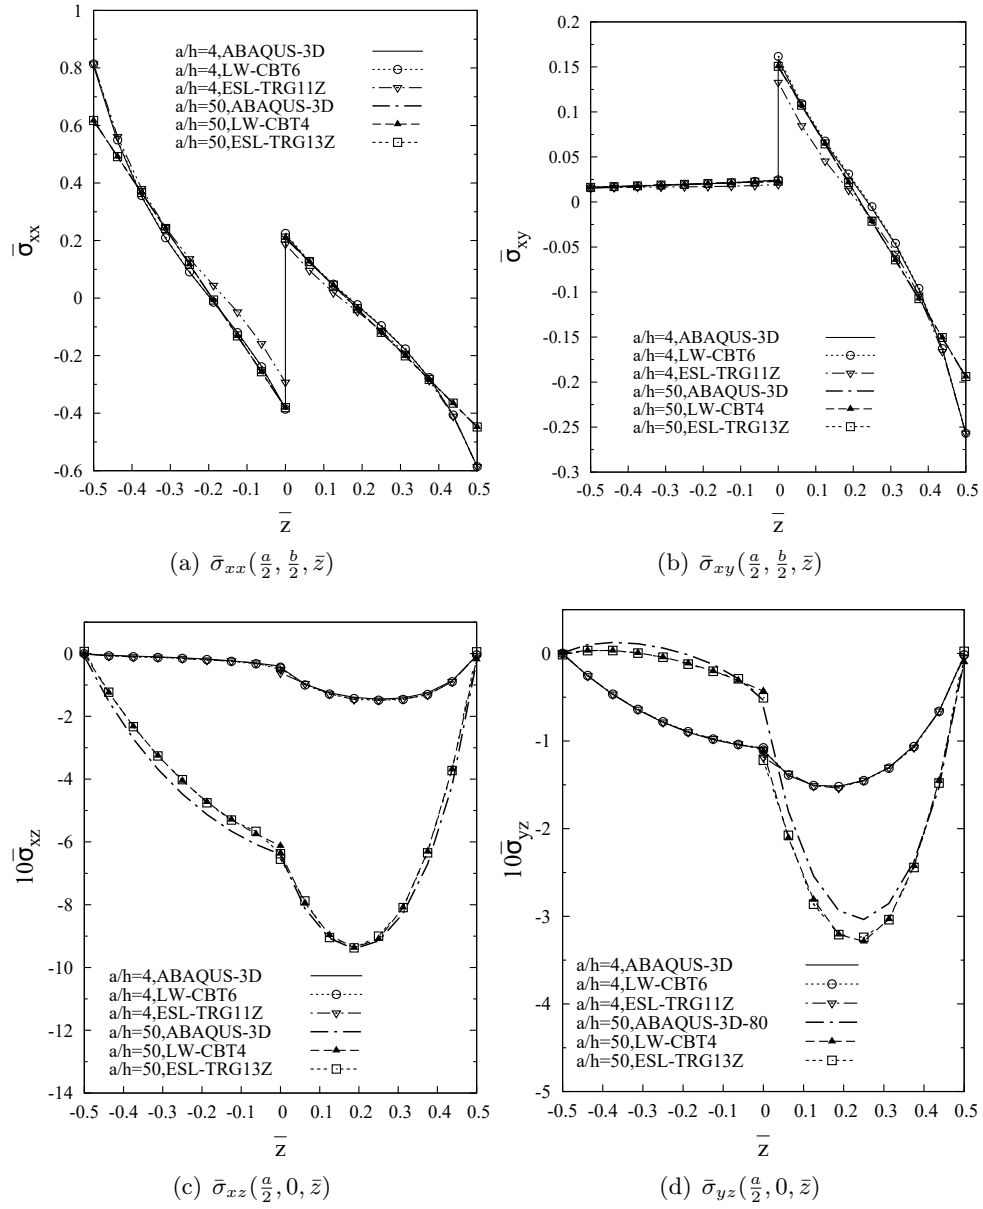 1
0.8
0.6
0.4
0.2
0
-0.2
-0.4
-0.6
σ̅xx
a/h=4,ABAQUS-3D
a/h=4,LW-CBT6
a/h=4,ESL-TRG11Z
a/h=50,ABAQUS-3D
a/h=50,LW-CBT4
a/h=50,ESL-TRG13Z
-0.5 -0.4 -0.3 -0.2 -0.1 0 0.1 0.2 0.3 0.4 0.5
z̅
(a) σ̄xx(a/2, b/2, z̄)
0.2
0.15
0.1
0.05
0
-0.05
-0.1
-0.15
-0.2
-0.25
-0.3
σ̅xy
a/h=4,ABAQUS-3D
a/h=4,LW-CBT6
a/h=4,ESL-TRG11Z
a/h=50,ABAQUS-3D
a/h=50,LW-CBT4
a/h=50,ESL-TRG13Z
-0.5 -0.4 -0.3 -0.2 -0.1 0 0.1 0.2 0.3 0.4 0.5
z̅
(b) σ̄xy(a/2, b/2, z̄)
0
-2
-4
-6
-8
-10
-12
-14
10σ̅xz
a/h=4,ABAQUS-3D
a/h=4,LW-CBT6
a/h=4,ESL-TRG11Z
a/h=50,ABAQUS-3D
a/h=50,LW-CBT4
a/h=50,ESL-TRG13Z
-0.5 -0.4 -0.3 -0.2 -0.1 0 0.1 0.2 0.3 0.4 0.5
z̅
(c) σ̄xz(a/2, 0, z̄)
0
-1
-2
-3
-4
-5
10σ̅yz
a/h=4,ABAQUS-3D
a/h=4,LW-CBT6
a/h=4,ESL-TRG11Z
a/h=50,ABAQUS-3D-80
a/h=50,LW-CBT4
a/h=50,ESL-TRG13Z
-0.5 -0.4 -0.3 -0.2 -0.1 0 0.1 0.2 0.3 0.4 0.5
z̅
(d) σ̄yz(a/2, 0, z̄)